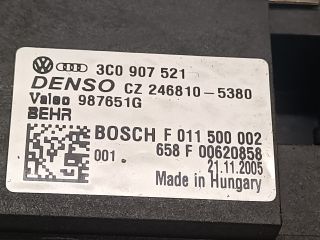 3C0 907 521
DENSO CZ 246810-5380
Valeo 987651G
BEHR
BOSCH F 011 500 002
001 658 F 00620858
21.11.2005
Made in Hungary